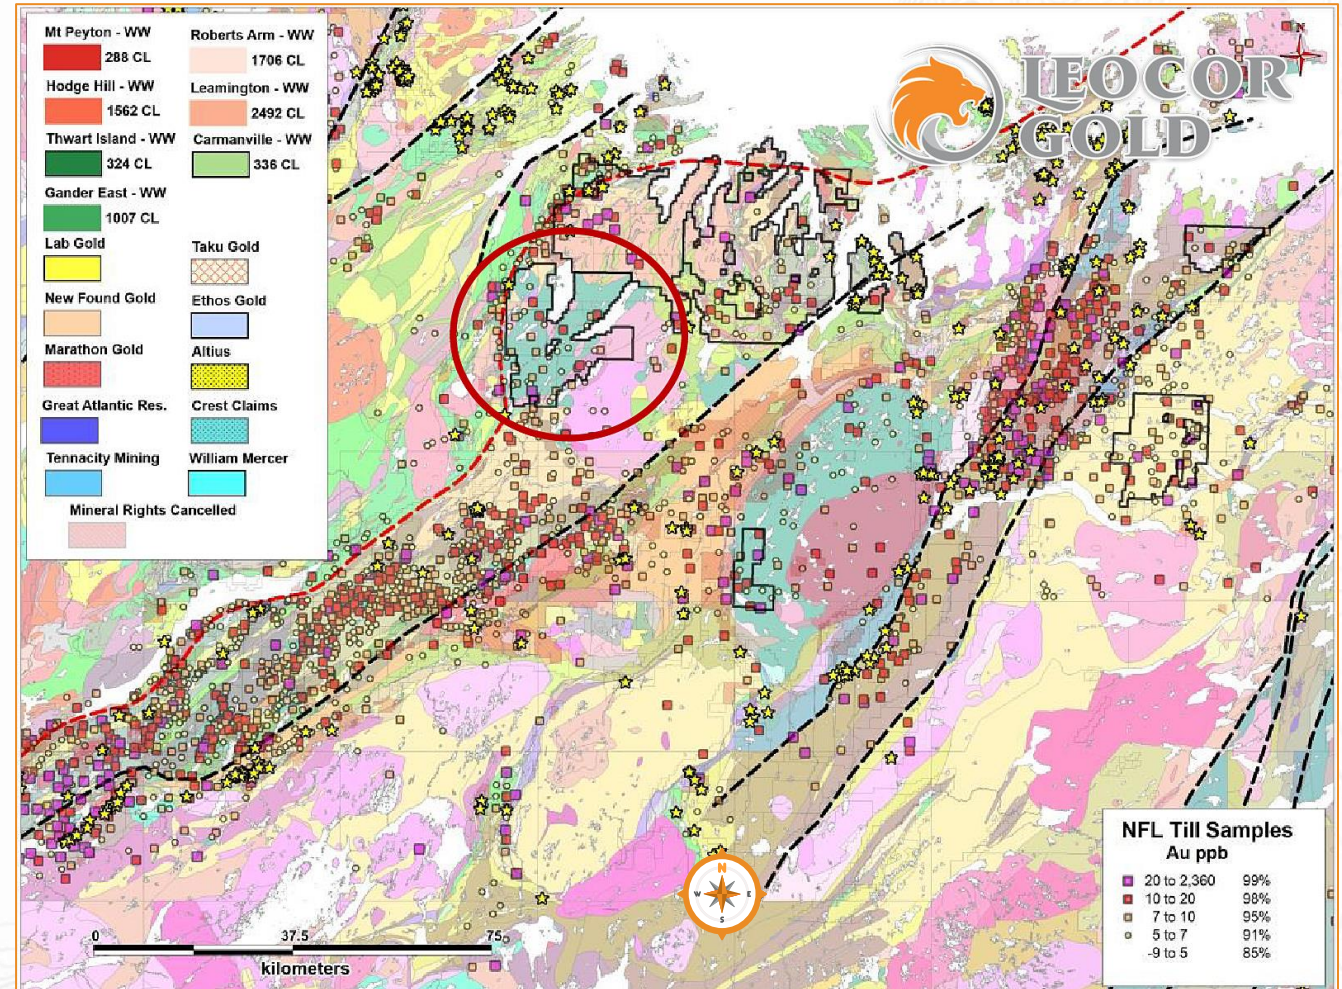 Mt Peyton - WW
288 CL
Roberts Arm - WW
1706 CL
Hodge Hill - WW
1562 CL
Leamington - WW
2492 CL
Thwart Island - WW
324 CL
Carmanville - WW
336 CL
Gander East - WW
1007 CL
Lab Gold
Taku Gold
New Found Gold
Ethos Gold
Marathon Gold
Altius
Great Atlantic Res.
Crest Claims
Tennacity Mining
William Mercer
Mineral Rights Cancelled
LEOCOR
GOLD
N
NFL Till Samples
Au ppb
20 to 2,360 99%
10 to 20 98%
7 to 10 95%
5 to 7 91%
-9 to 5 85%
N
W E
S
0 37.5 75
kilometers